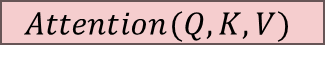 Attention(Q, K, V)